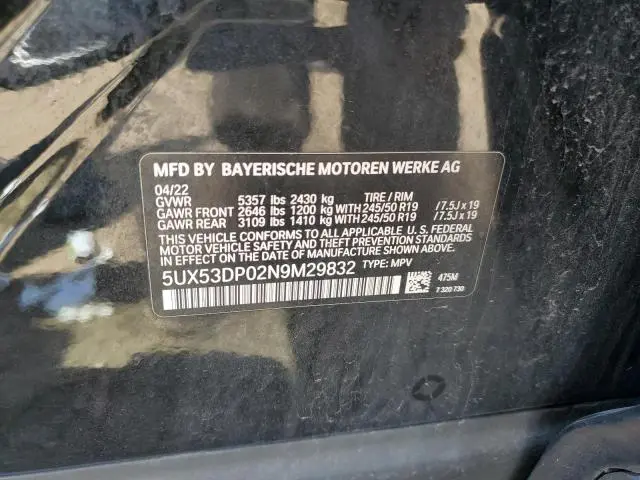 MFD BY BAYERISCHE MOTOREN WERKE AG
04/22
GVWR 5357 lbs 2430 kg TIRE / RIM
GAWR FRONT 2646 lbs 1200 kg WITH 245/50 R19 / 7.5J x 19
GAWR REAR 3109 lbs 1410 kg WITH 245/50 R19 / 7.5J x 19
THIS VEHICLE CONFORMS TO ALL APPLICABLE U. S. FEDERAL
MOTOR VEHICLE SAFETY AND THEFT PREVENTION STANDARDS
IN EFFECT ON THE DATE OF MANUFACTURE SHOWN ABOVE.
5UX53DP02N9M29832 TYPE: MPV
475M
7 320 730